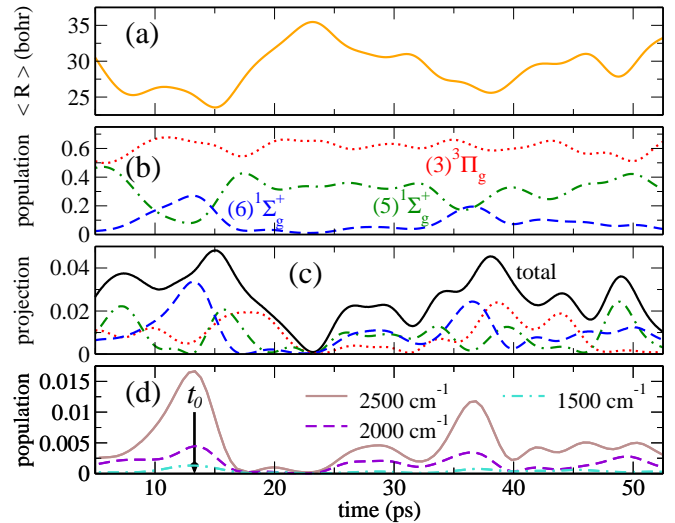 (a)
< R > (bohr)
35
30
25
(b)
population
0.6
0.4
0.2
0
(3)³Π_g
(6)¹Σ_g⁺
(5)¹Σ_g⁺
(c)
projection
0.04
0.02
0
total
(d)
population
0.015
0.01
0.005
0
t₀
2500 cm⁻¹
1500 cm⁻¹
2000 cm⁻¹
10 20 30 40 50
time (ps)